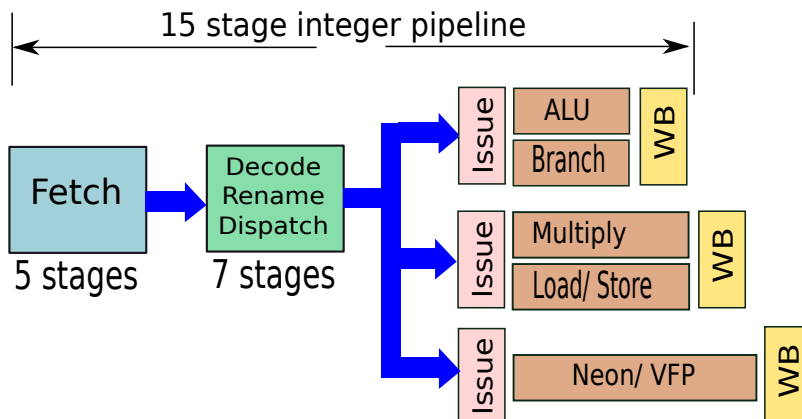 15 stage integer pipeline
Fetch
5 stages
Decode
Rename
Dispatch
7 stages
Issue
ALU
Branch
WB
Issue
Multiply
Load/ Store
WB
Issue
Neon/ VFP
WB